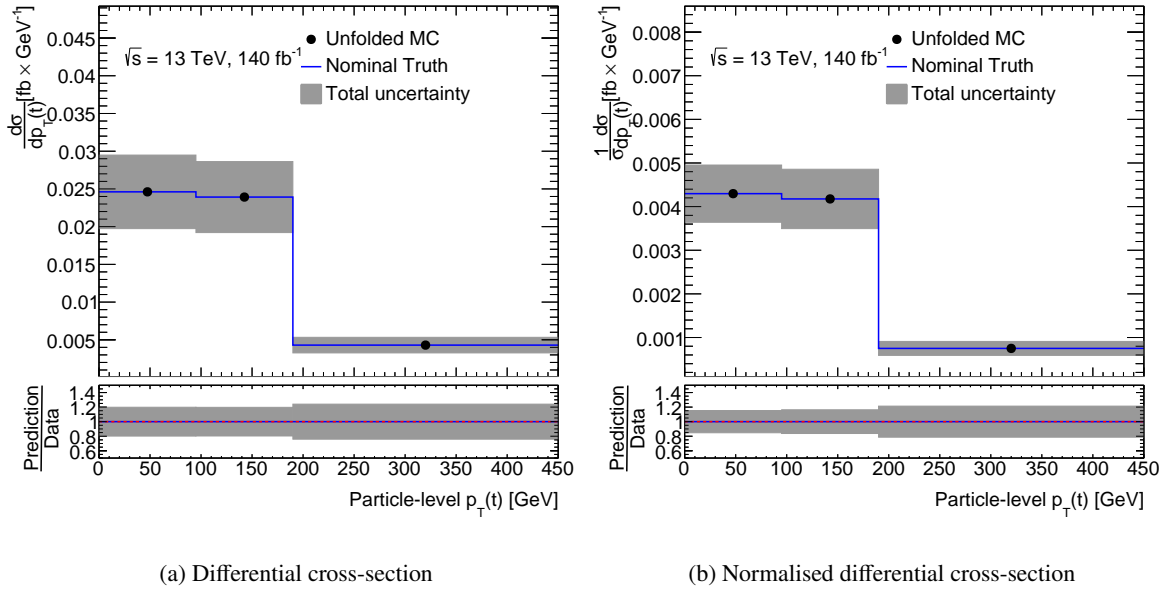 0.045
0.04
0.035
0.03
0.025
0.02
0.015
0.01
0.005
dσ
dp_T(t) [fb × GeV⁻¹]
√s = 13 TeV, 140 fb⁻¹
Unfolded MC
Nominal Truth
Total uncertainty
1.4
1.2
1
0.8
0.6
Prediction
Data
0 50 100 150 200 250 300 350 400 450
Particle-level p_T(t) [GeV]
(a) Differential cross-section
0.008
0.007
0.006
0.005
0.004
0.003
0.002
0.001
1 dσ
σ dp_T(t) [fb × GeV⁻¹]
√s = 13 TeV, 140 fb⁻¹
Unfolded MC
Nominal Truth
Total uncertainty
1.4
1.2
1
0.8
0.6
Prediction
Data
0 50 100 150 200 250 300 350 400 450
Particle-level p_T(t) [GeV]
(b) Normalised differential cross-section